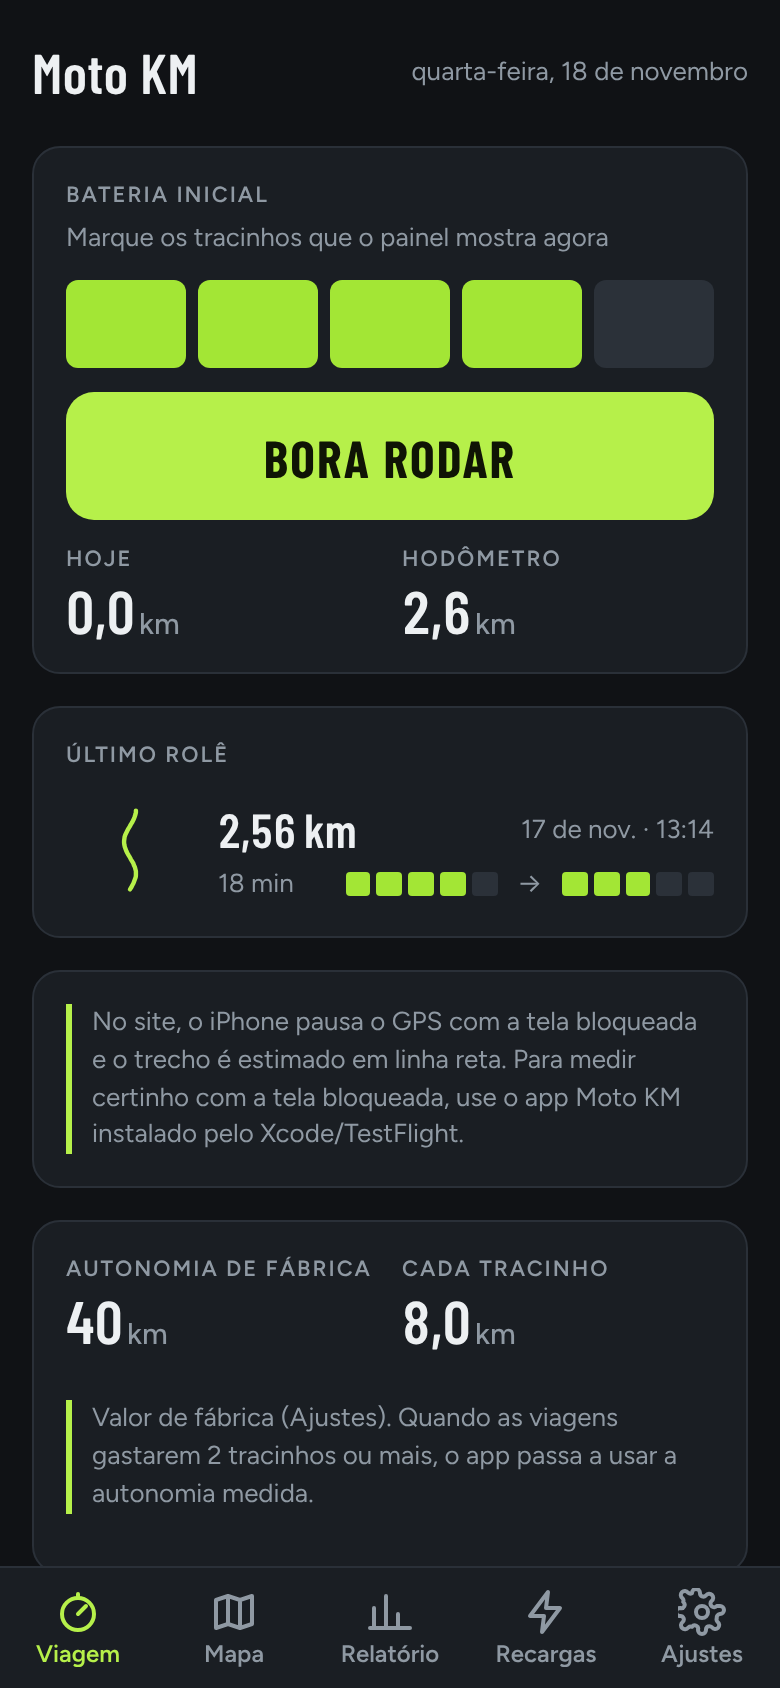 Moto KM
quarta-feira, 18 de novembro
BATERIA INICIAL
Marque os tracinhos que o painel mostra agora
BORA RODAR
HOJE
HODÔMETRO
0,0 km
2,6 km
ÚLTIMO ROLÊ
2,56 km
17 de nov. · 13:14
18 min
→
No site, o iPhone pausa o GPS com a tela bloqueada
e o trecho é estimado em linha reta. Para medir
certinho com a tela bloqueada, use o app Moto KM
instalado pelo Xcode/TestFlight.
AUTONOMIA DE FÁBRICA
CADA TRACINHO
40 km
8,0 km
Valor de fábrica (Ajustes). Quando as viagens
gastarem 2 tracinhos ou mais, o app passa a usar a
autonomia medida.
Viagem
Mapa
Relatório
Recargas
Ajustes